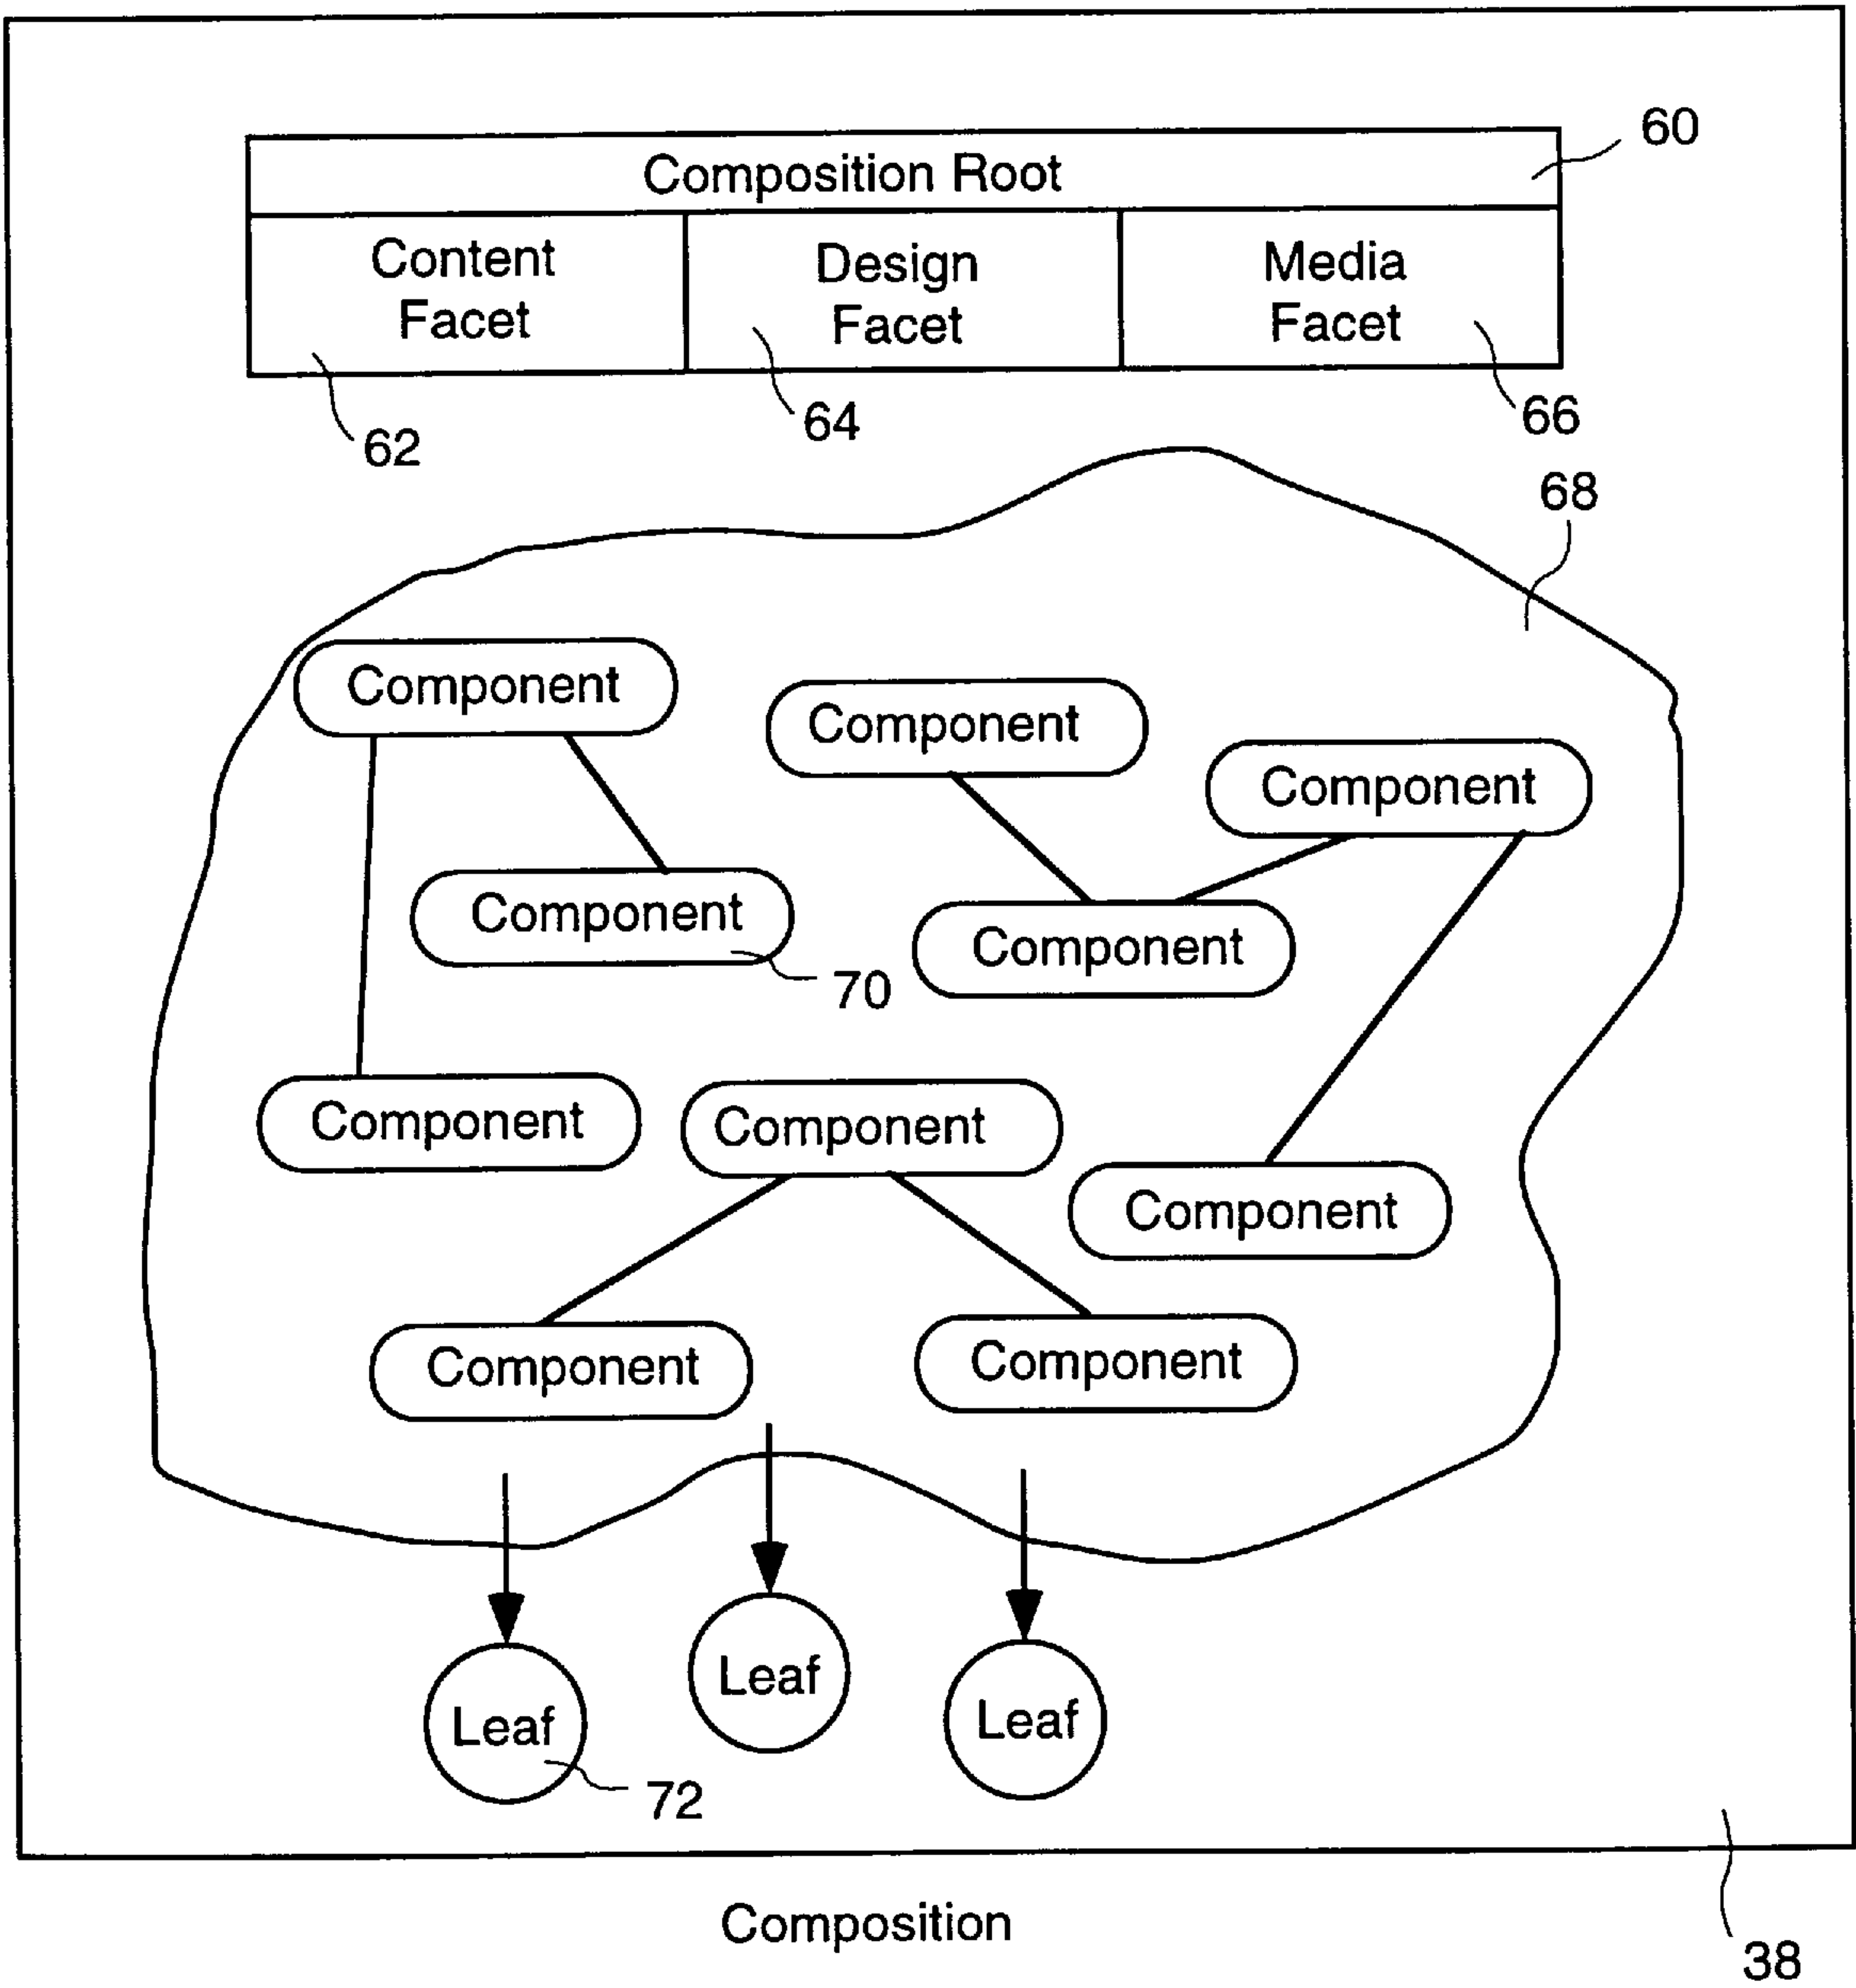 60
Composition Root
Content Facet
Design Facet
Media Facet
62
64
66
68
Component
Component
Component
Component
Component
70
Component
Component
Component
Component
Component
Leaf
Leaf
Leaf
72
Composition
38